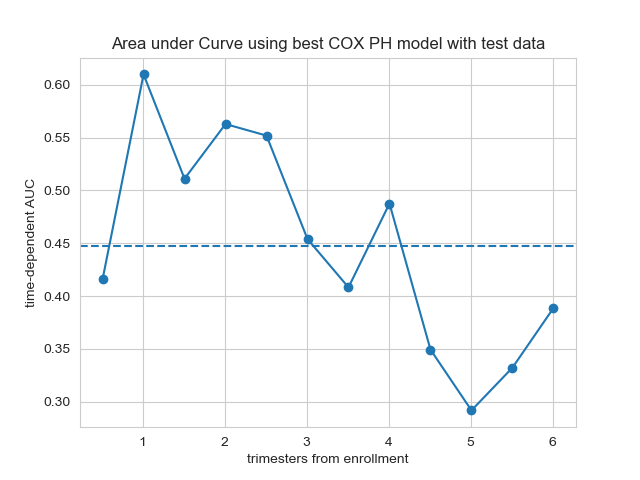 Area under Curve using best COX PH model with test data
time-dependent AUC
0.60
0.55
0.50
0.45
0.40
0.35
0.30
1 2 3 4 5 6
trimesters from enrollment